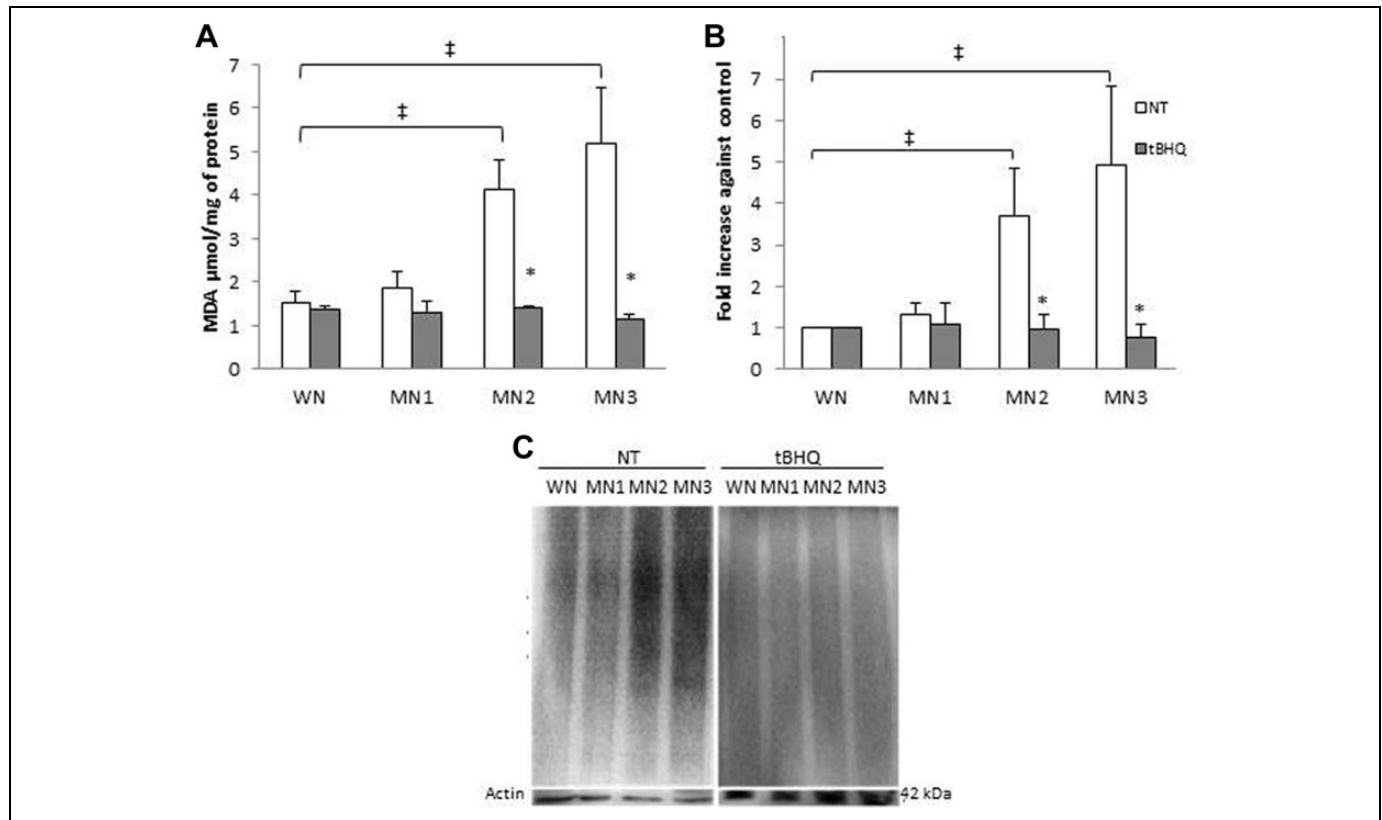 A
‡
‡
MDA µmol/mg of protein
7
6
5
4
3
2
1
0
*
*
WN MN1 MN2 MN3
B
‡
‡
Fold increase against control
7
6
5
4
3
2
1
0
*
*
NT
tBHQ
WN MN1 MN2 MN3
C
NT tBHQ
WN MN1 MN2 MN3 WN MN1 MN2 MN3
Actin 42 kDa